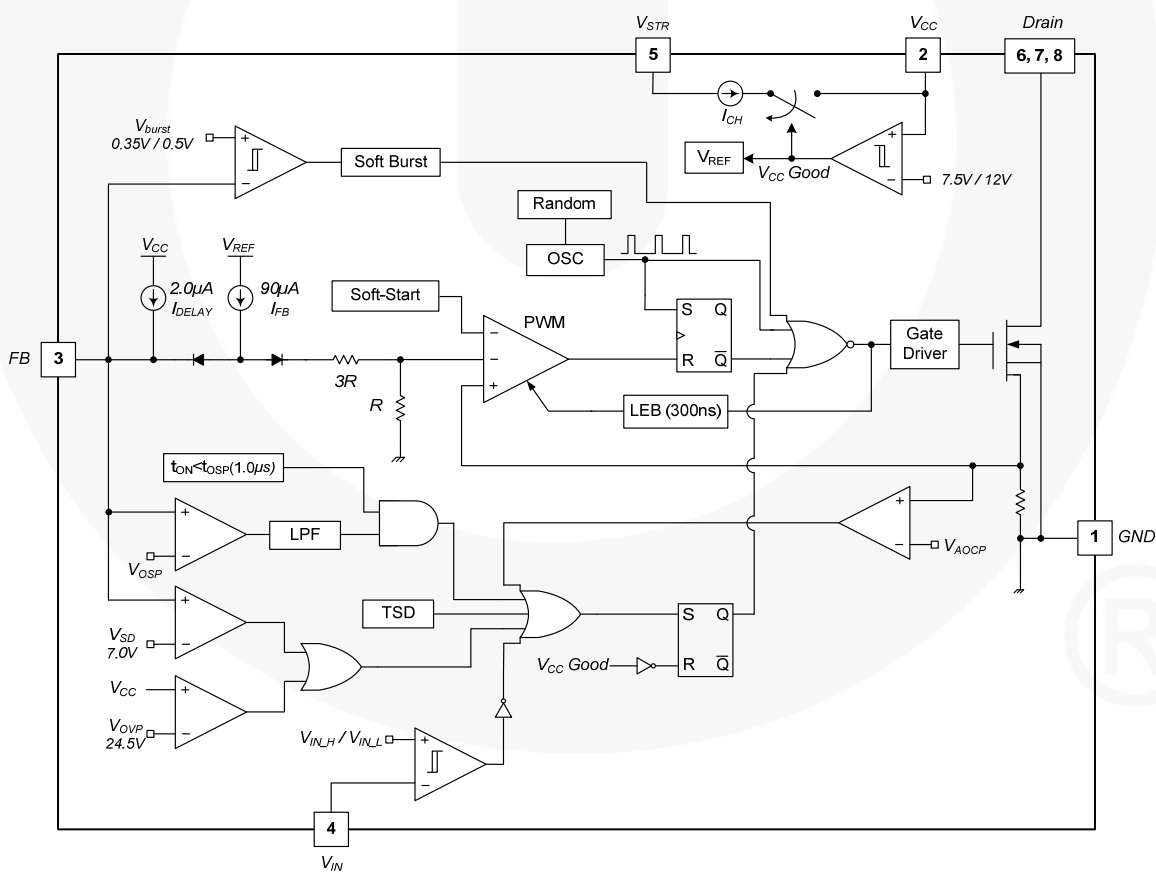 VSTR
VCC
Drain
5
2
6, 7, 8
ICH
Vburst
0.35V / 0.5V
+
−
Soft Burst
VREF
VCC Good
+
−
7.5V / 12V
Random
OSC
VCC
VREF
2.0µA
IDELAY
90µA
IFB
Soft-Start
PWM
−
−
+
S Q
R Q
Gate
Driver
FB
3
3R
R
LEB (300ns)
tON<tOSP(1.0µs)
+
−
VOSP
LPF
+
−
VAOCP
1
GND
+
−
VSD
7.0V
TSD
S Q
R Q
VCC Good
VCC
+
−
VOVP
24.5V
VIN_H / VIN_L
+
−
4
VIN
R